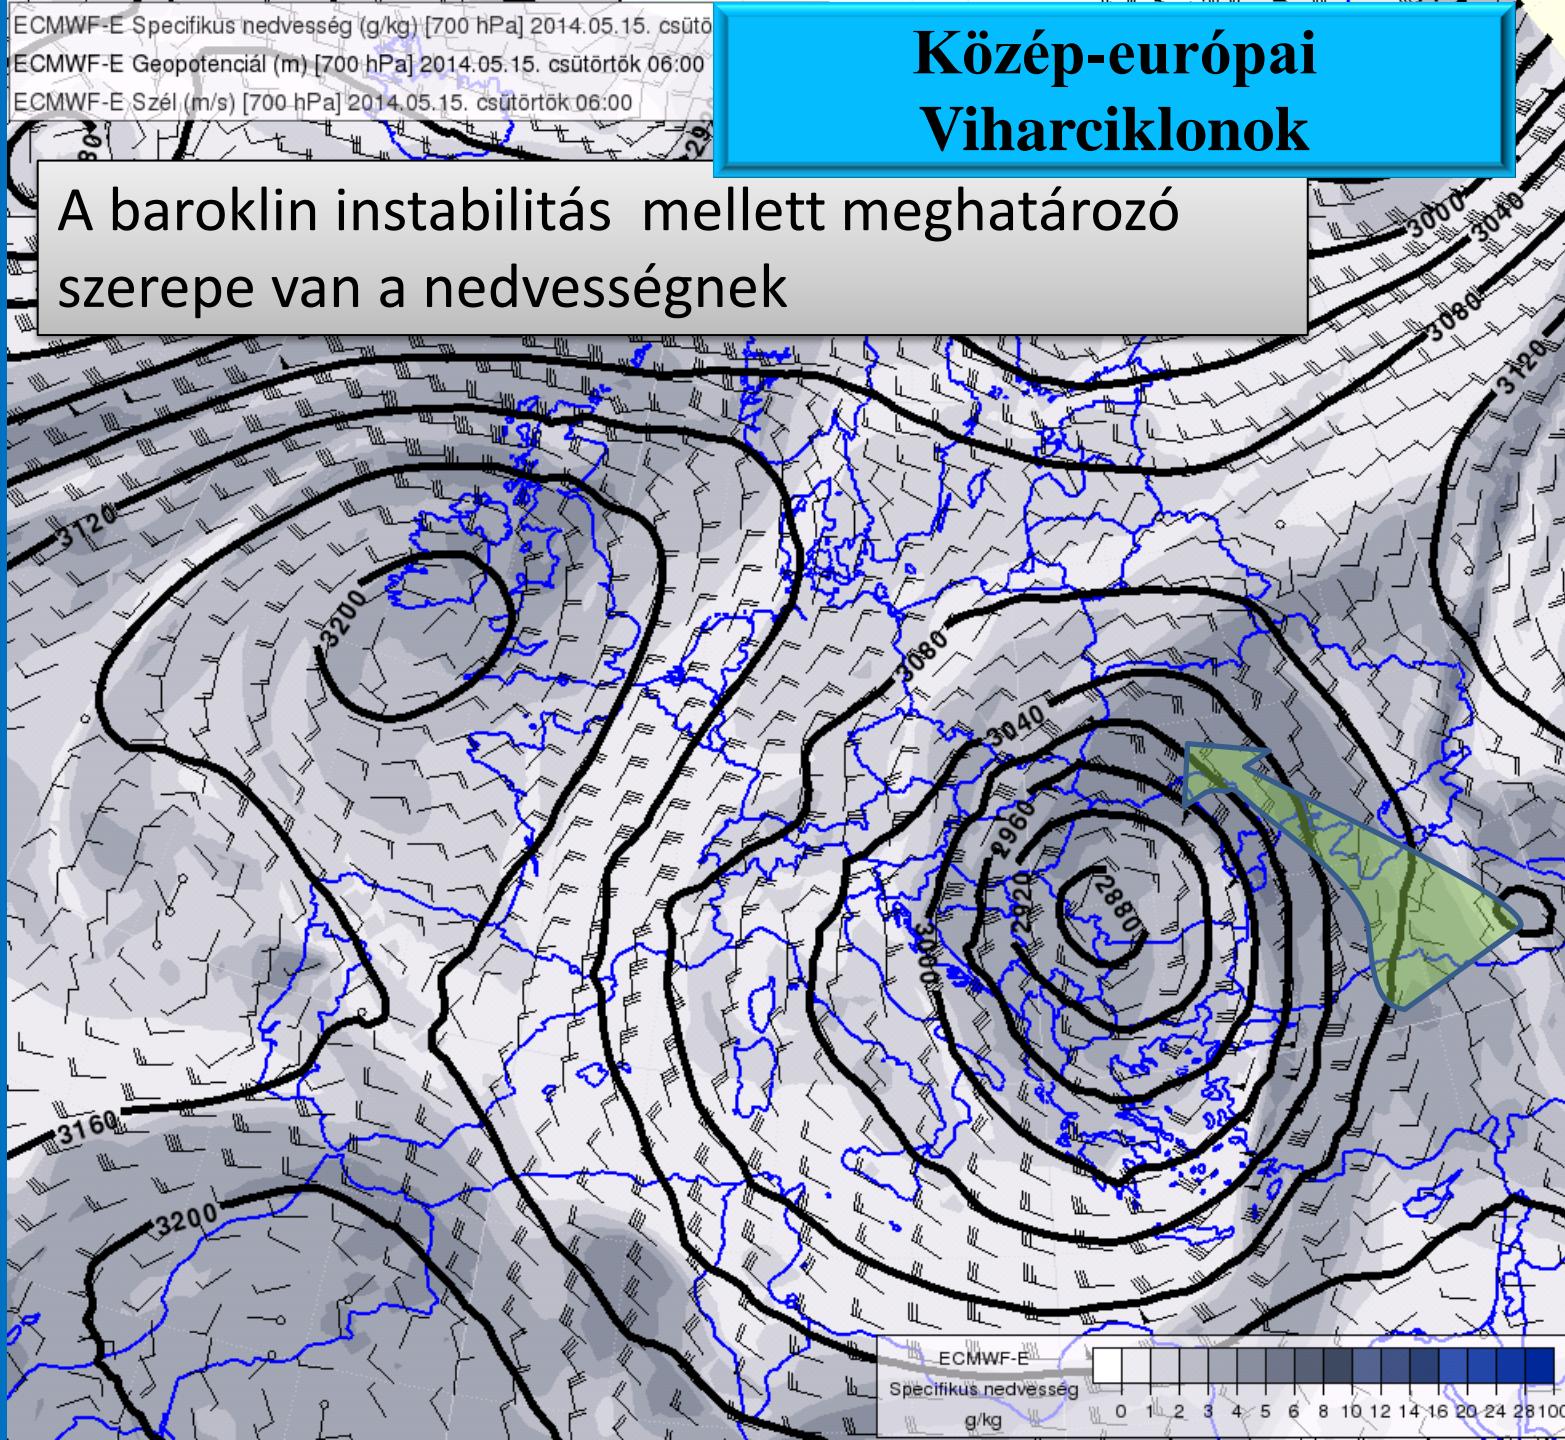 ECMWF-E Specifikus nedvesség (g/kg) [700 hPa] 2014.05.15. csütö
ECMWF-E Geopotenciál (m) [700 hPa] 2014.05.15. csütörtök 06:00
ECMWF-E Szél (m/s) [700 hPa] 2014.05.15. csütörtök 06:00
Közép-európai
Viharciklonok
A baroklin instabilitás mellett meghatározó
szerepe van a nedvességnek
3000
3040
3080
3120
3120
3200
3080
3040
2960
2920
2880
3000
3160
3200
ECMWF-E
Specifikus nedvesség
g/kg
0 1 2 3 4 5 6 8 10 12 14 16 20 24 28 100